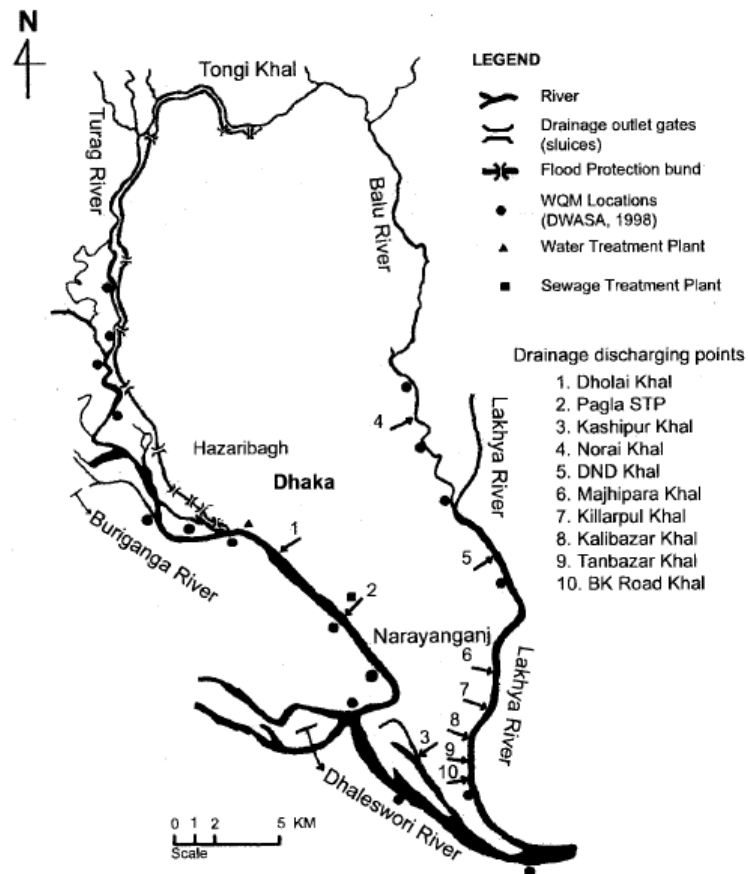 N
Tongi Khal
Turag River
Balu River
LEGEND
River
Drainage outlet gates
(sluices)
Flood Protection bund
WQM Locations
(DWASA, 1998)
Water Treatment Plant
Sewage Treatment Plant
Drainage discharging points
1. Dholai Khal
2. Pagla STP
3. Kashipur Khal
4. Norai Khal
5. DND Khal
6. Majhipara Khal
7. Killarpul Khal
8. Kalibazar Khal
9. Tanbazar Khal
10. BK Road Khal
4
Lakhya River
Hazaribagh
Dhaka
Buriganga River
1
5
2
Narayanganj
6
Lakhya River
7
8
3
9
10
Dhaleswori River
0 1 2 5 KM
Scale